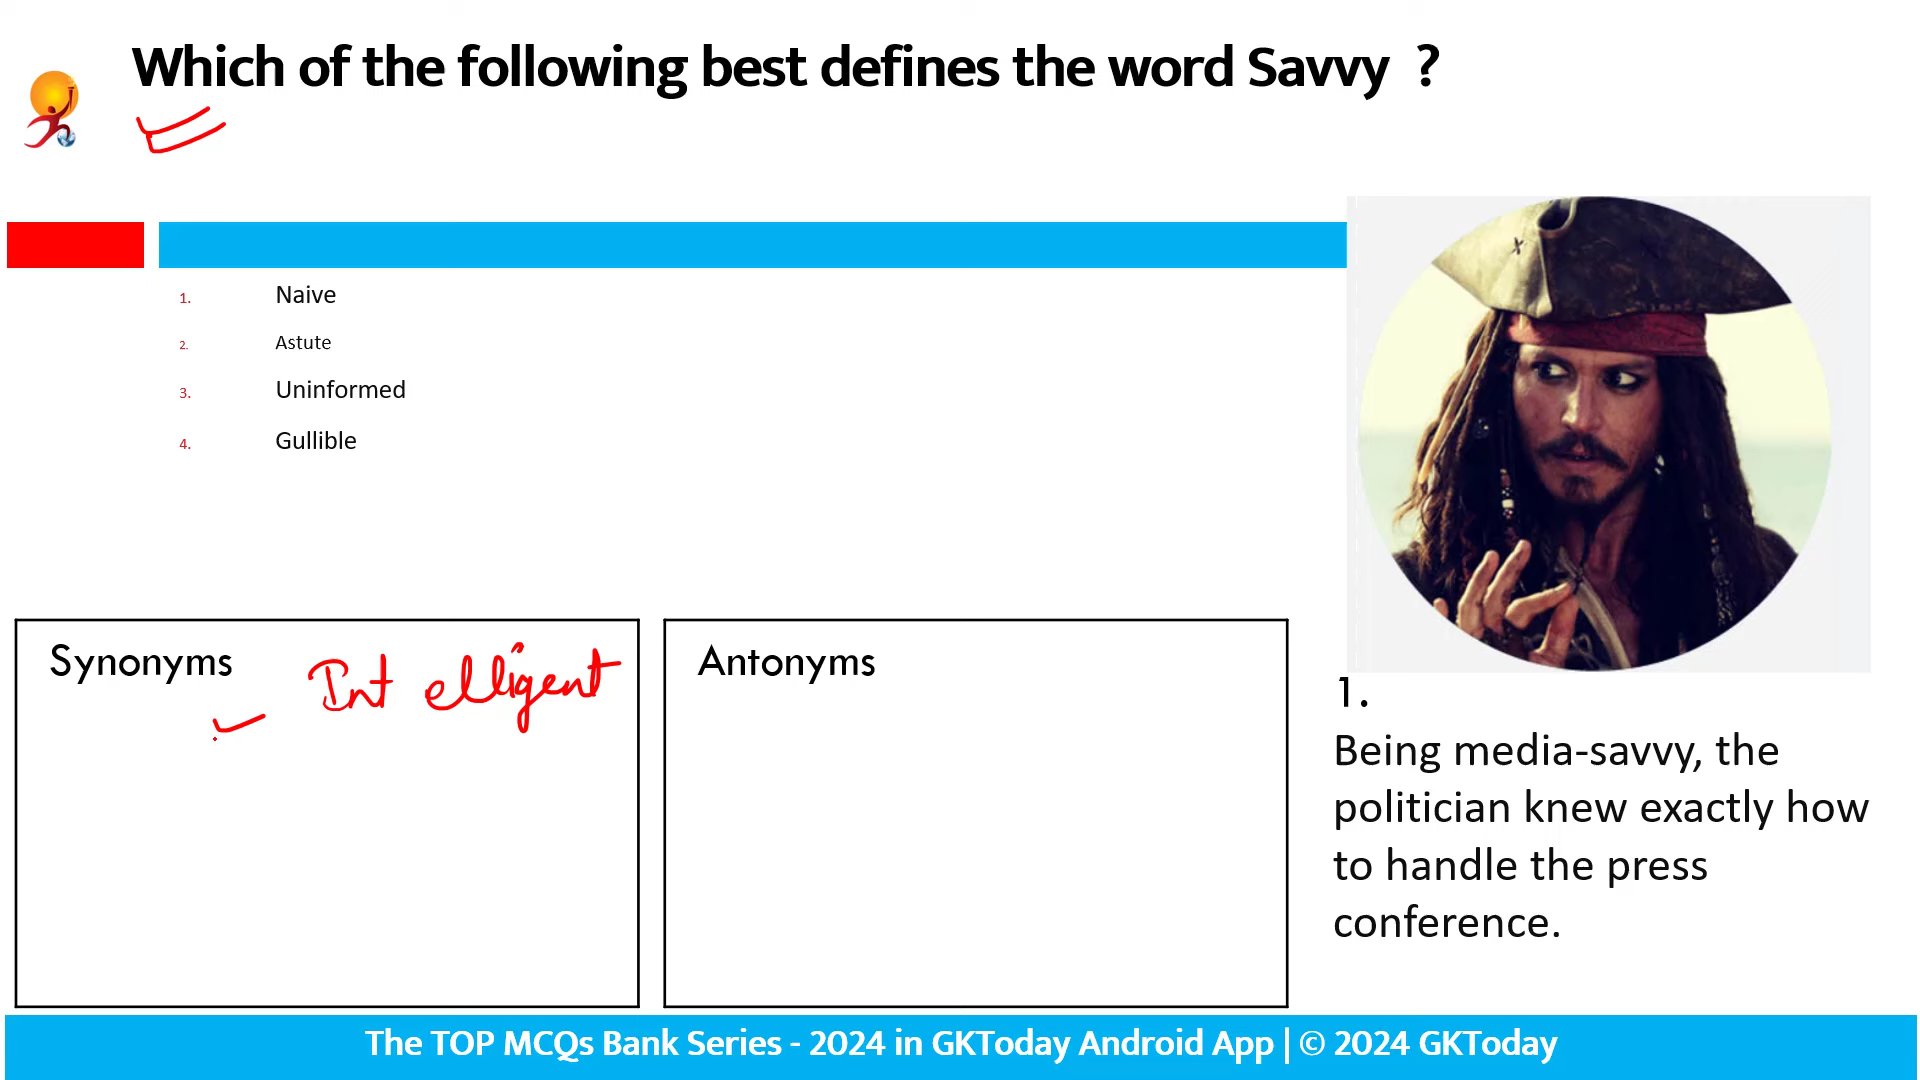 Which of the following best defines the word Savvy ?
1. Naive
2. Astute
3. Uninformed
4. Gullible
Synonyms
Int elligent
Antonyms
1.
Being media-savvy, the
politician knew exactly how
to handle the press
conference.
The TOP MCQs Bank Series - 2024 in GKToday Android App | © 2024 GKToday